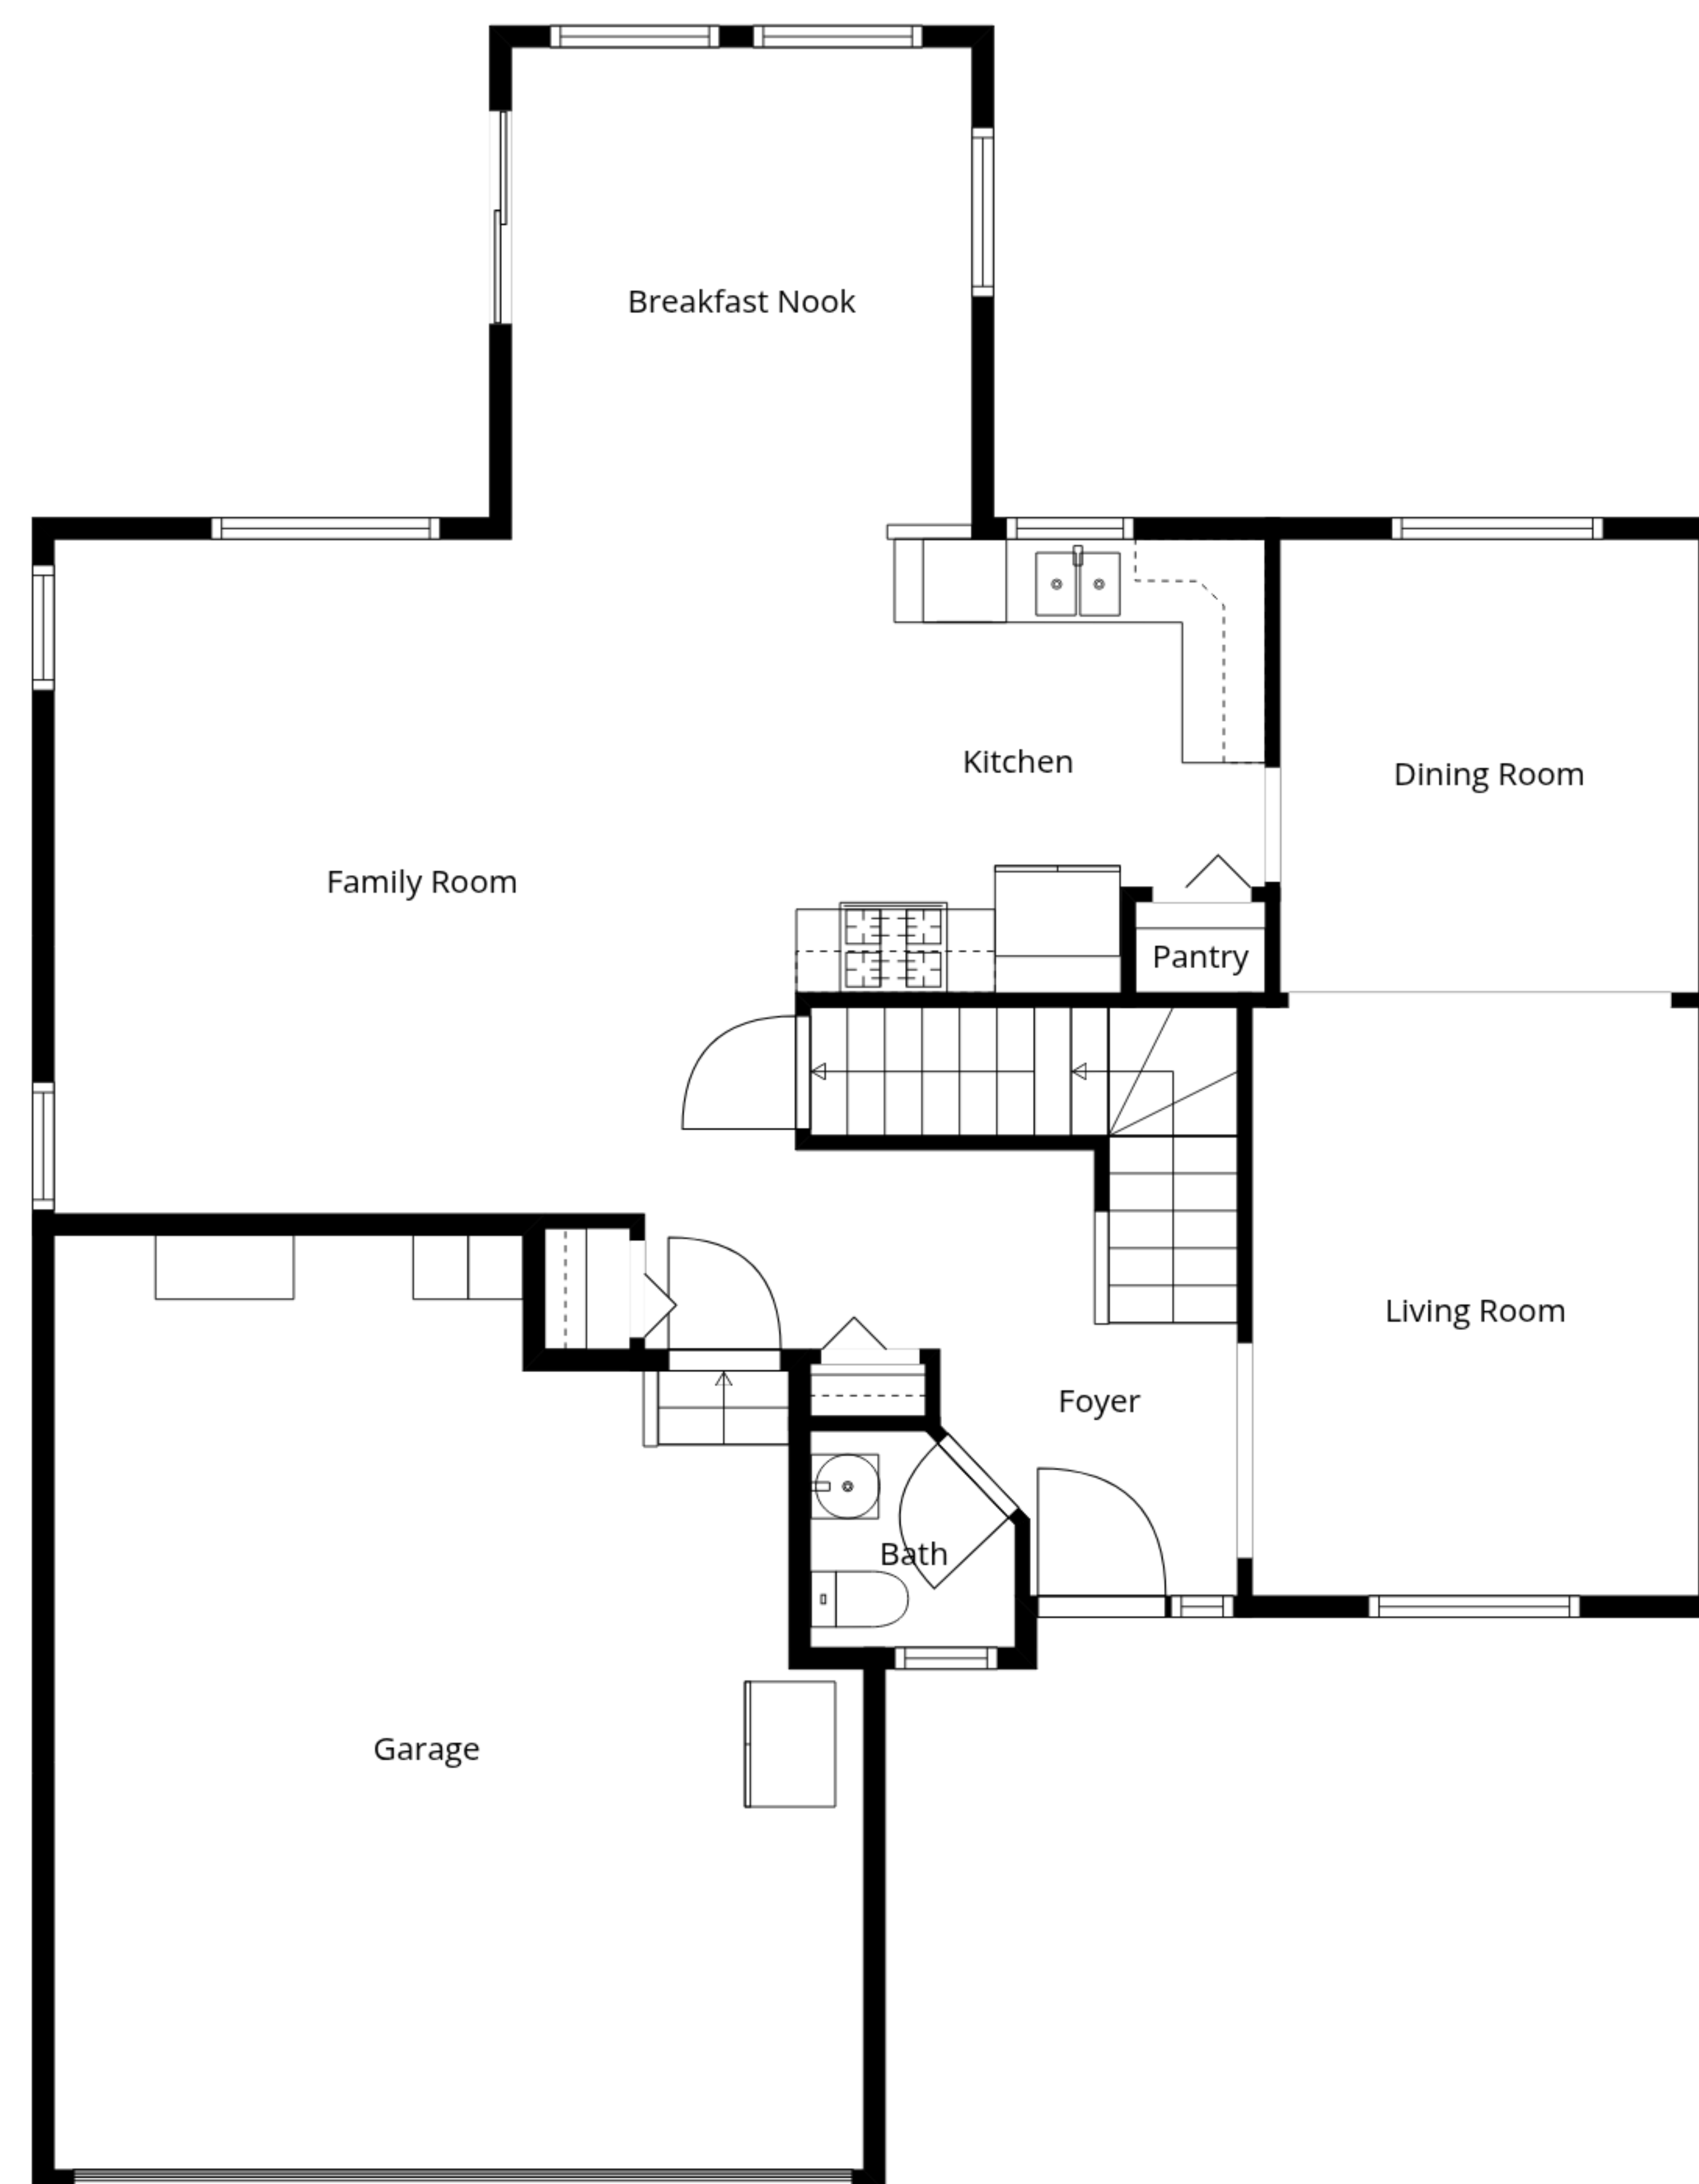 Breakfast Nook
Kitchen
Dining Room
Family Room
Pantry
Living Room
Foyer
Bath
Garage